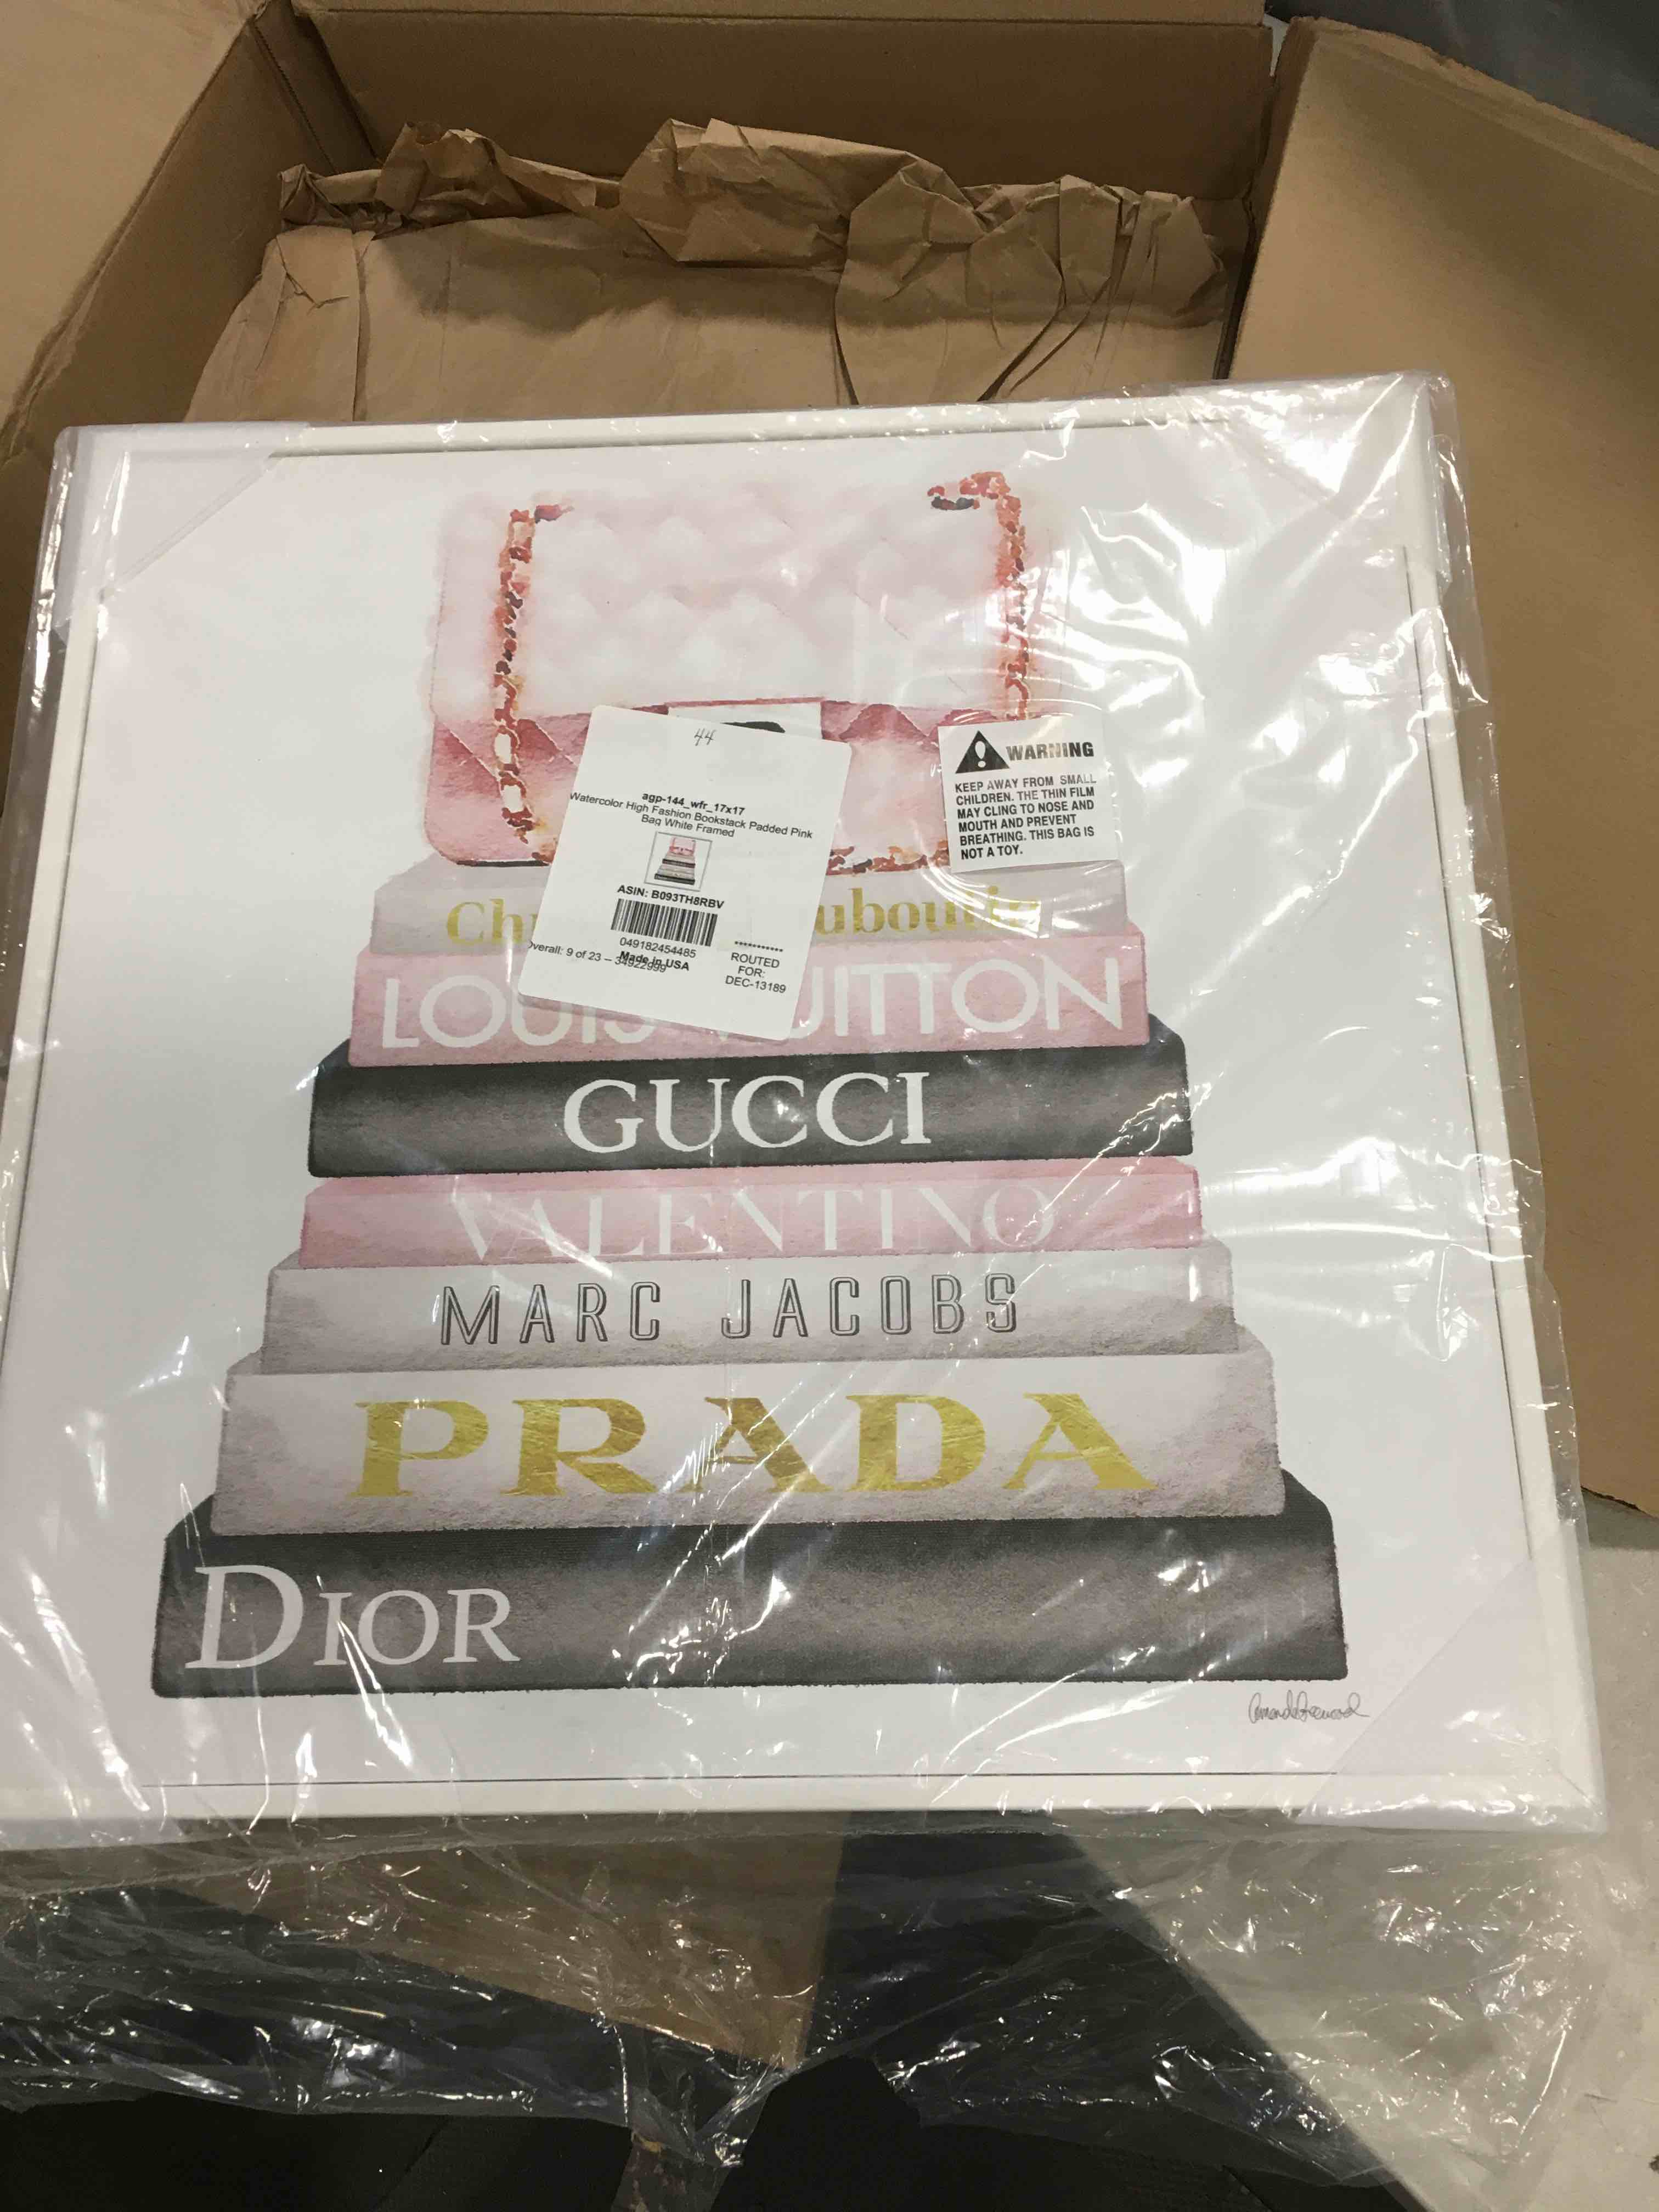 44
agp-144_wfr_17x17
Watercolor High Fashion Bookstack Padded Pink
Bag White Framed
ASIN: B093TH8RBV
049182454485
Made in USA
Overall: 9 of 23 – 34922999
***********
ROUTED
FOR:
DEC-13189
WARNING
KEEP AWAY FROM SMALL
CHILDREN. THE THIN FILM
MAY CLING TO NOSE AND
MOUTH AND PREVENT
BREATHING. THIS BAG IS
NOT A TOY.
Ch uboutin
LOUIS VUITTON
GUCCI
VALENTINO
MARC JACOBS
PRADA
DIOR